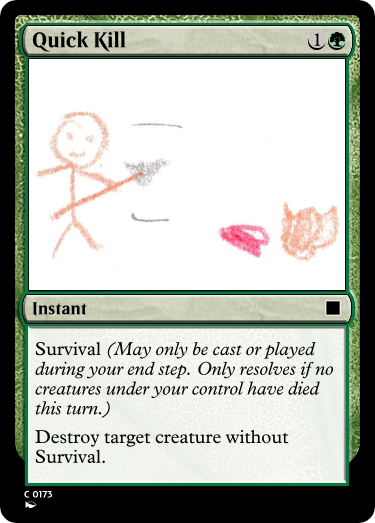 Quick Kill 1
Instant
Survival (May only be cast or played
during your end step. Only resolves if no
creatures under your control have died
this turn.)
Destroy target creature without
Survival.
C 0173